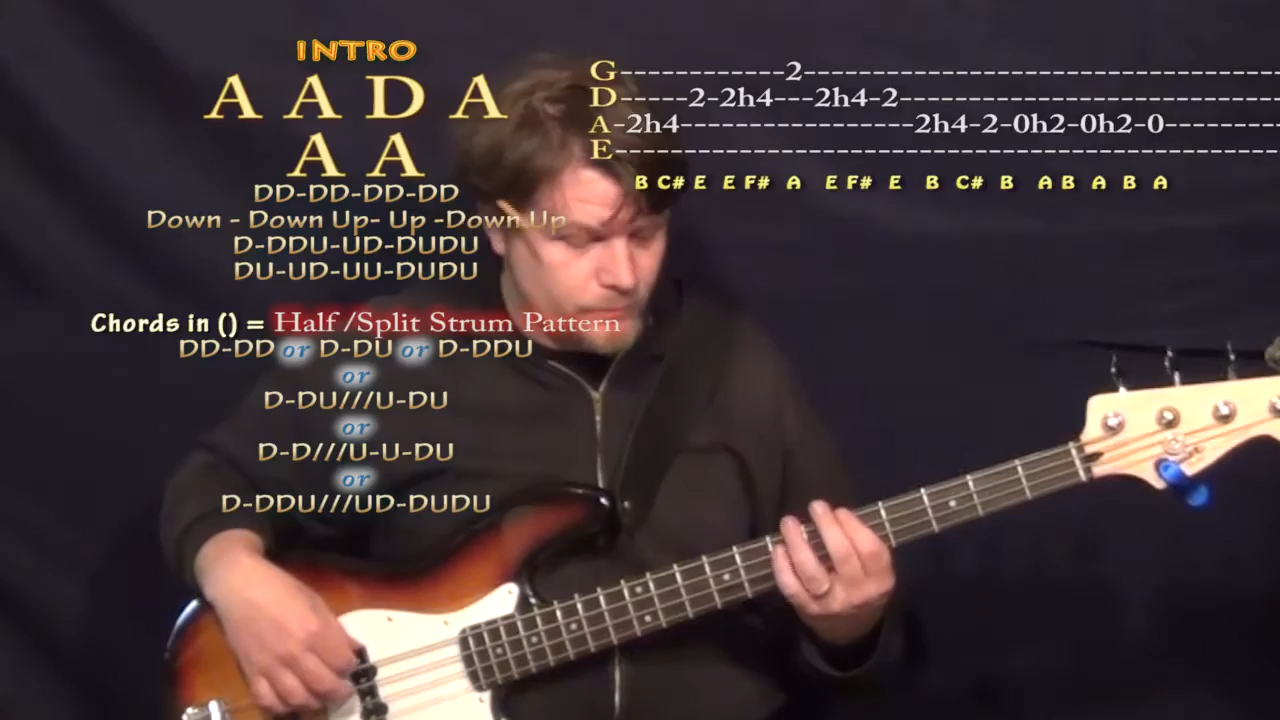 INTRO
A A D A
A A
DD-DD-DD-DD
Down - Down Up- Up -Down Up
D-DDU-UD-DUDU
DU-UD-UU-DUDU
Chords in () = Half /Split Strum Pattern
DD-DD or D-DU or D-DDU
or
D-DU///U-DU
or
D-D///U-U-DU
or
D-DDU///UD-DUDU
G-------------2------------------------------------
D-----2-2h4---2h4-2-----------------------------
A-2h4------------------2h4-2-0h2-0h2-0---------
E---------------------------------------------------
B C# E E F# A E F# E B C# B A B A B A